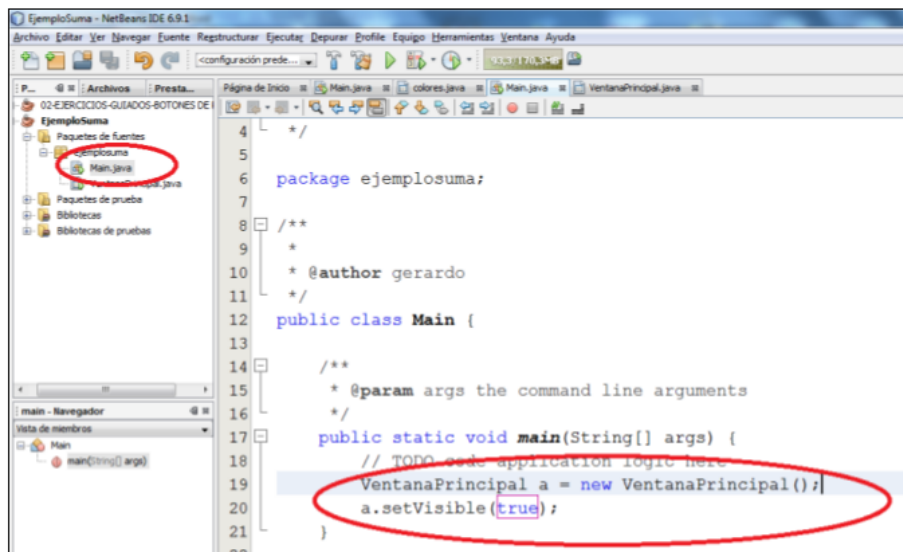 EjemploSuma - NetBeans IDE 6.9.1
Archivo Editar Ver Navegar Fuente Reestructurar Ejecutar Depurar Profile Equipo Herramientas Ventana Ayuda
<configuración prede...
P... Archivos Presta...
Página de Inicio Main.java colores.java Main.java VentanaPrincipal.java
02-EJERCICIOS-GUIADOS-BOTONES DE
EjemploSuma
Paquetes de fuentes
ejemplosuma
Main.java
VentanaPrincipal.java
Paquetes de prueba
Bibliotecas
Bibliotecas de pruebas
main - Navegador
Vista de miembros
Main
main(String[] args)
4 */
5
6 package ejemplosuma;
7
8 /**
9 *
10 * @author gerardo
11 */
12 public class Main {
13
14 /**
15 * @param args the command line arguments
16 */
17 public static void main(String[] args) {
18 // TODO code application logic here
19 VentanaPrincipal a = new VentanaPrincipal();
20 a.setVisible(true);
21 }